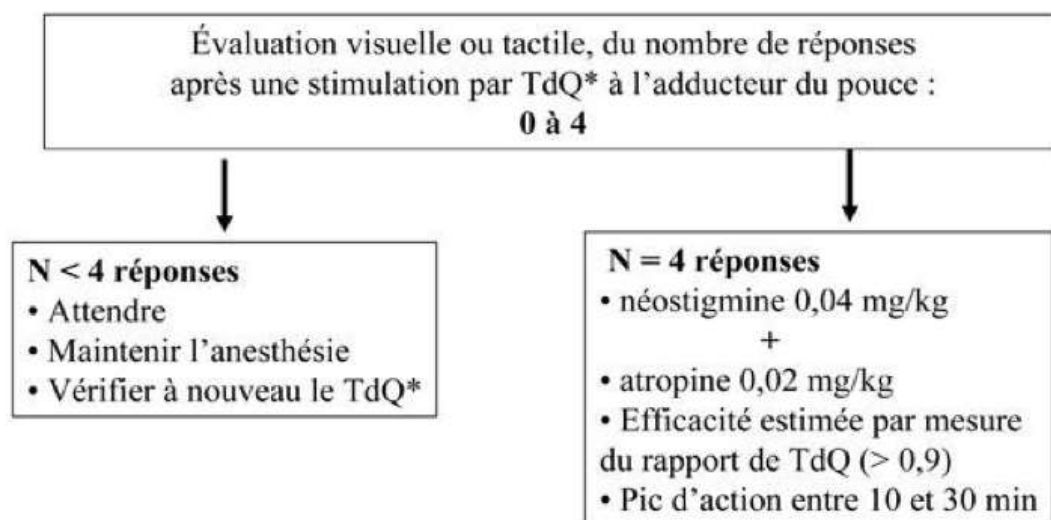 Évaluation visuelle ou tactile, du nombre de réponses
après une stimulation par TdQ* à l’adducteur du pouce :
0 à 4
N < 4 réponses
• Attendre
• Maintenir l’anesthésie
• Vérifier à nouveau le TdQ*
N = 4 réponses
• néostigmine 0,04 mg/kg
+
• atropine 0,02 mg/kg
• Efficacité estimée par mesure
du rapport de TdQ (> 0,9)
• Pic d’action entre 10 et 30 min